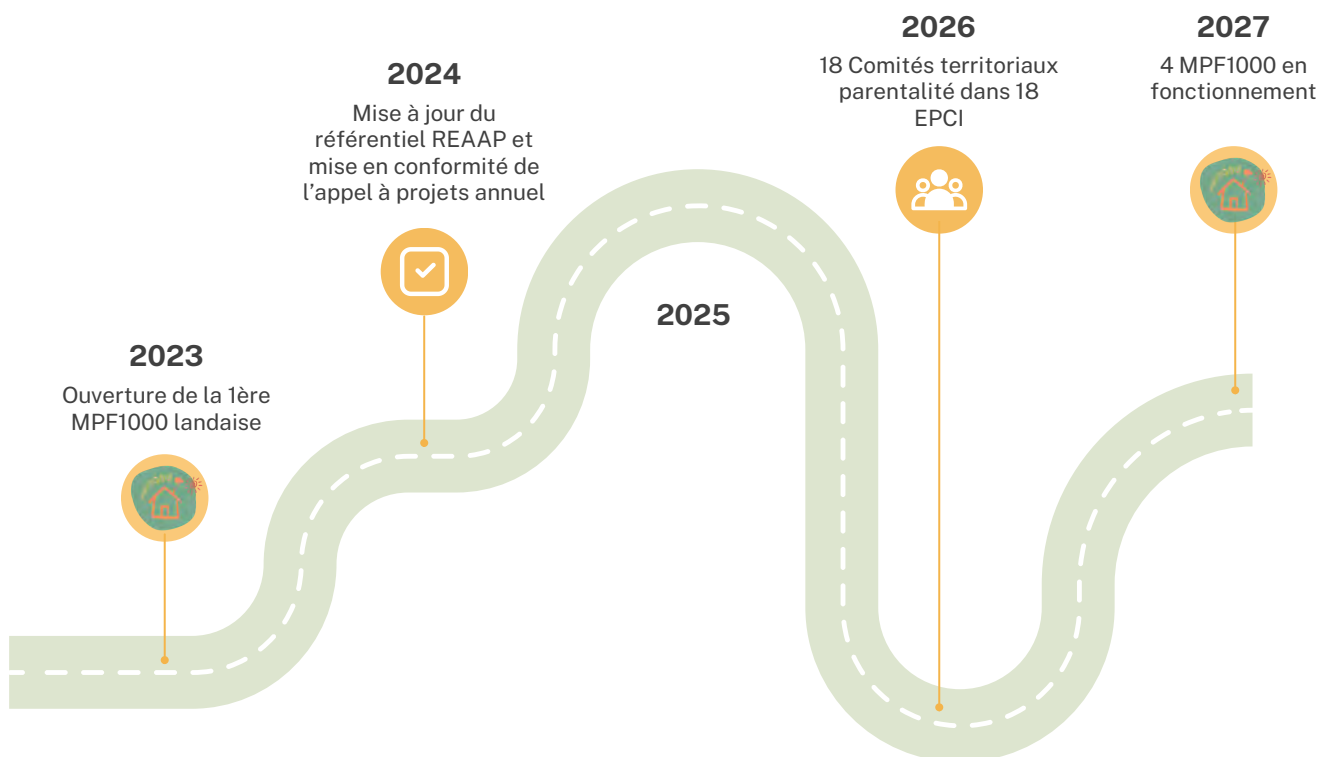 2023
Ouverture de la 1ère
MPF1000 landaise
2024
Mise à jour du
référentiel REAAP et
mise en conformité de
l'appel à projets annuel
2025
2026
18 Comités territoriaux
parentalité dans 18
EPCI
2027
4 MPF1000 en
fonctionnement